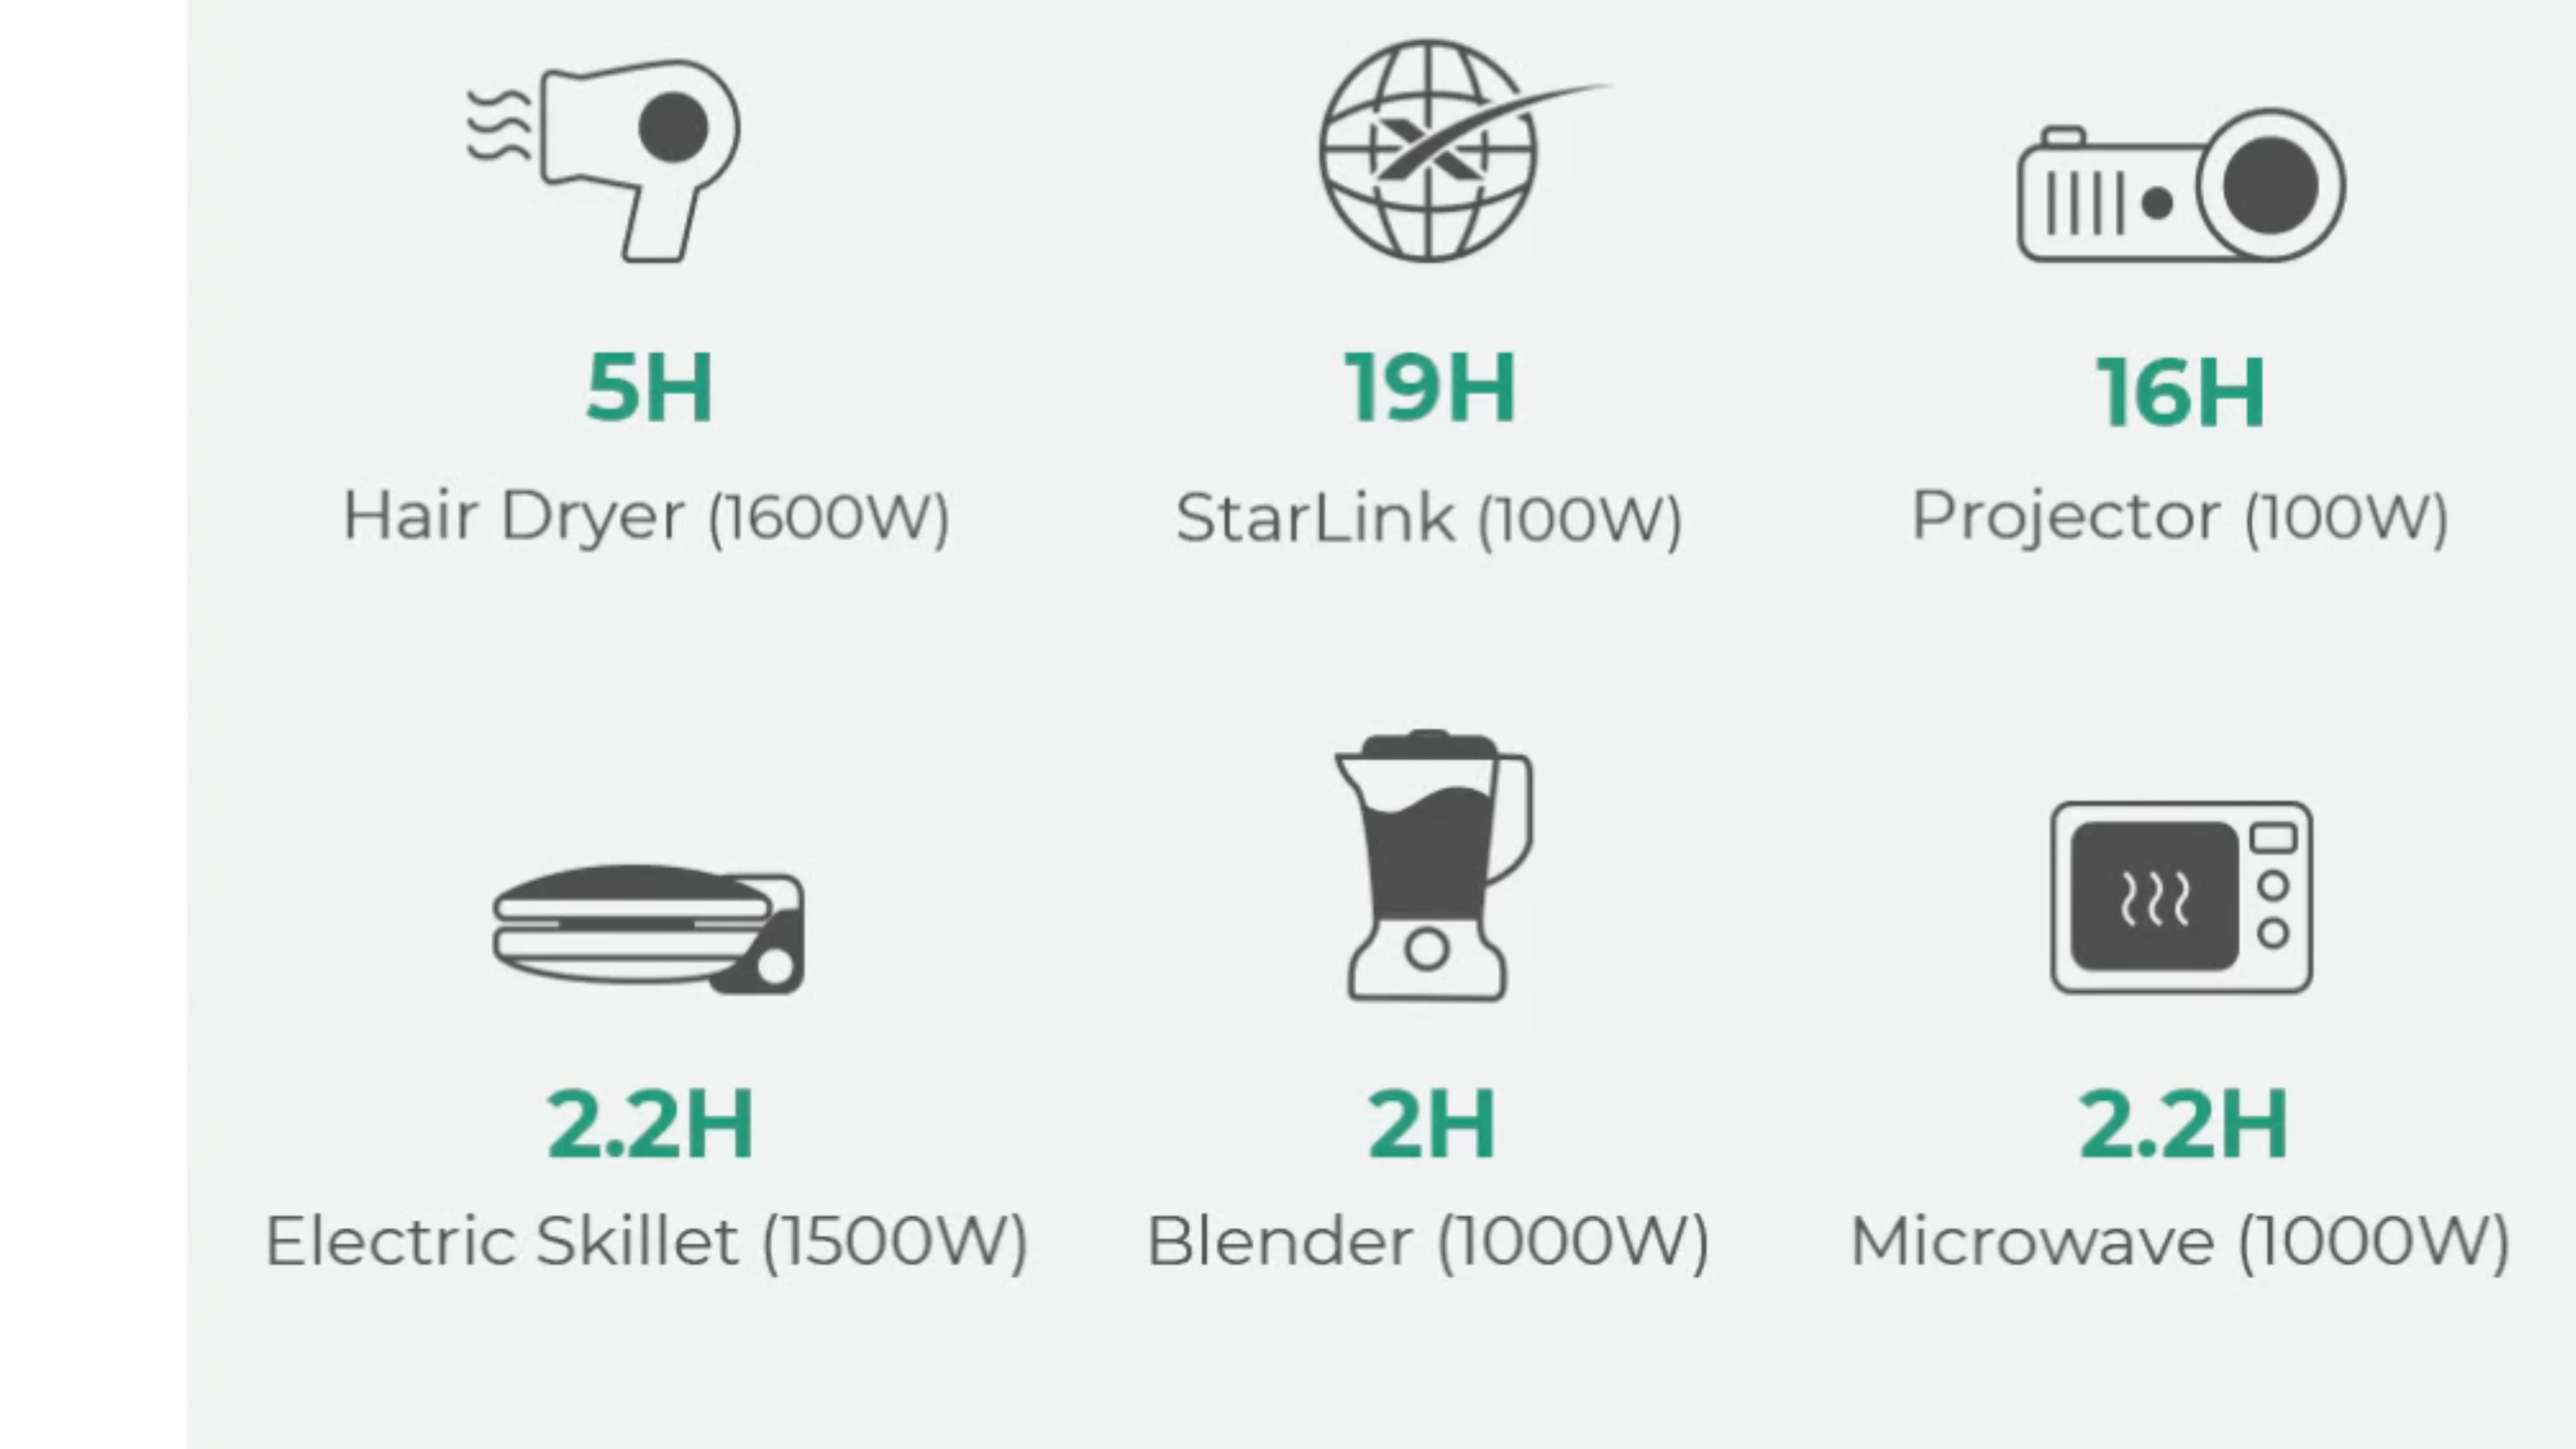 5H
19H
16H
Hair Dryer (1600W)
StarLink (100W)
Projector (100W)
2.2H
2H
2.2H
Electric Skillet (1500W)
Blender (1000W)
Microwave (1000W)